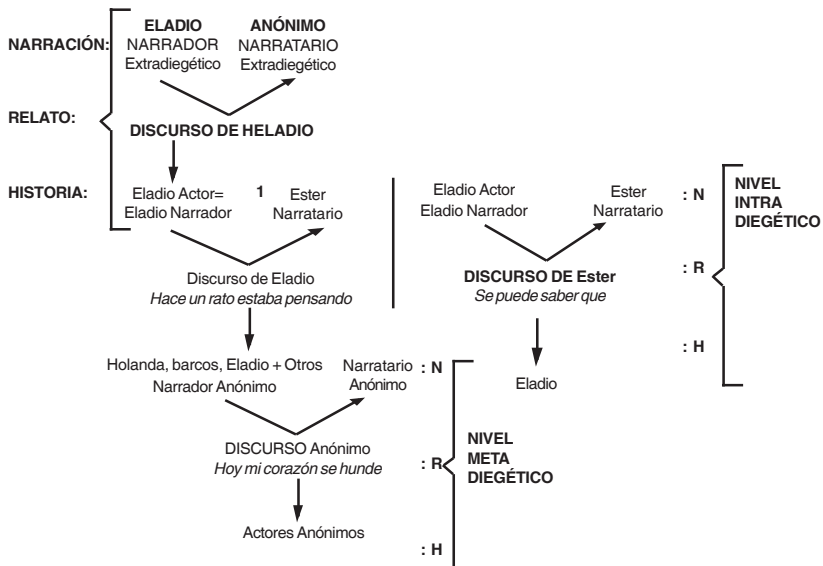 ELADIO ANÓNIMO
NARRACIÓN: NARRADOR NARRATARIO
Extradiegético Extradiegético
RELATO:
DISCURSO DE HELADIO
HISTORIA: Eladio Actor= 1 Ester
Eladio Narrador Narratario
Eladio Actor Ester : N
Eladio Narrador Narratario
NIVEL
INTRA
DIEGÉTICO
Discurso de Eladio
Hace un rato estaba pensando
DISCURSO DE Ester : R
Se puede saber que
: H
Eladio
Holanda, barcos, Eladio + Otros Narratario : N
Narrador Anónimo Anónimo
DISCURSO Anónimo
Hoy mi corazón se hunde : R
NIVEL
META
DIEGÉTICO
Actores Anónimos
: H